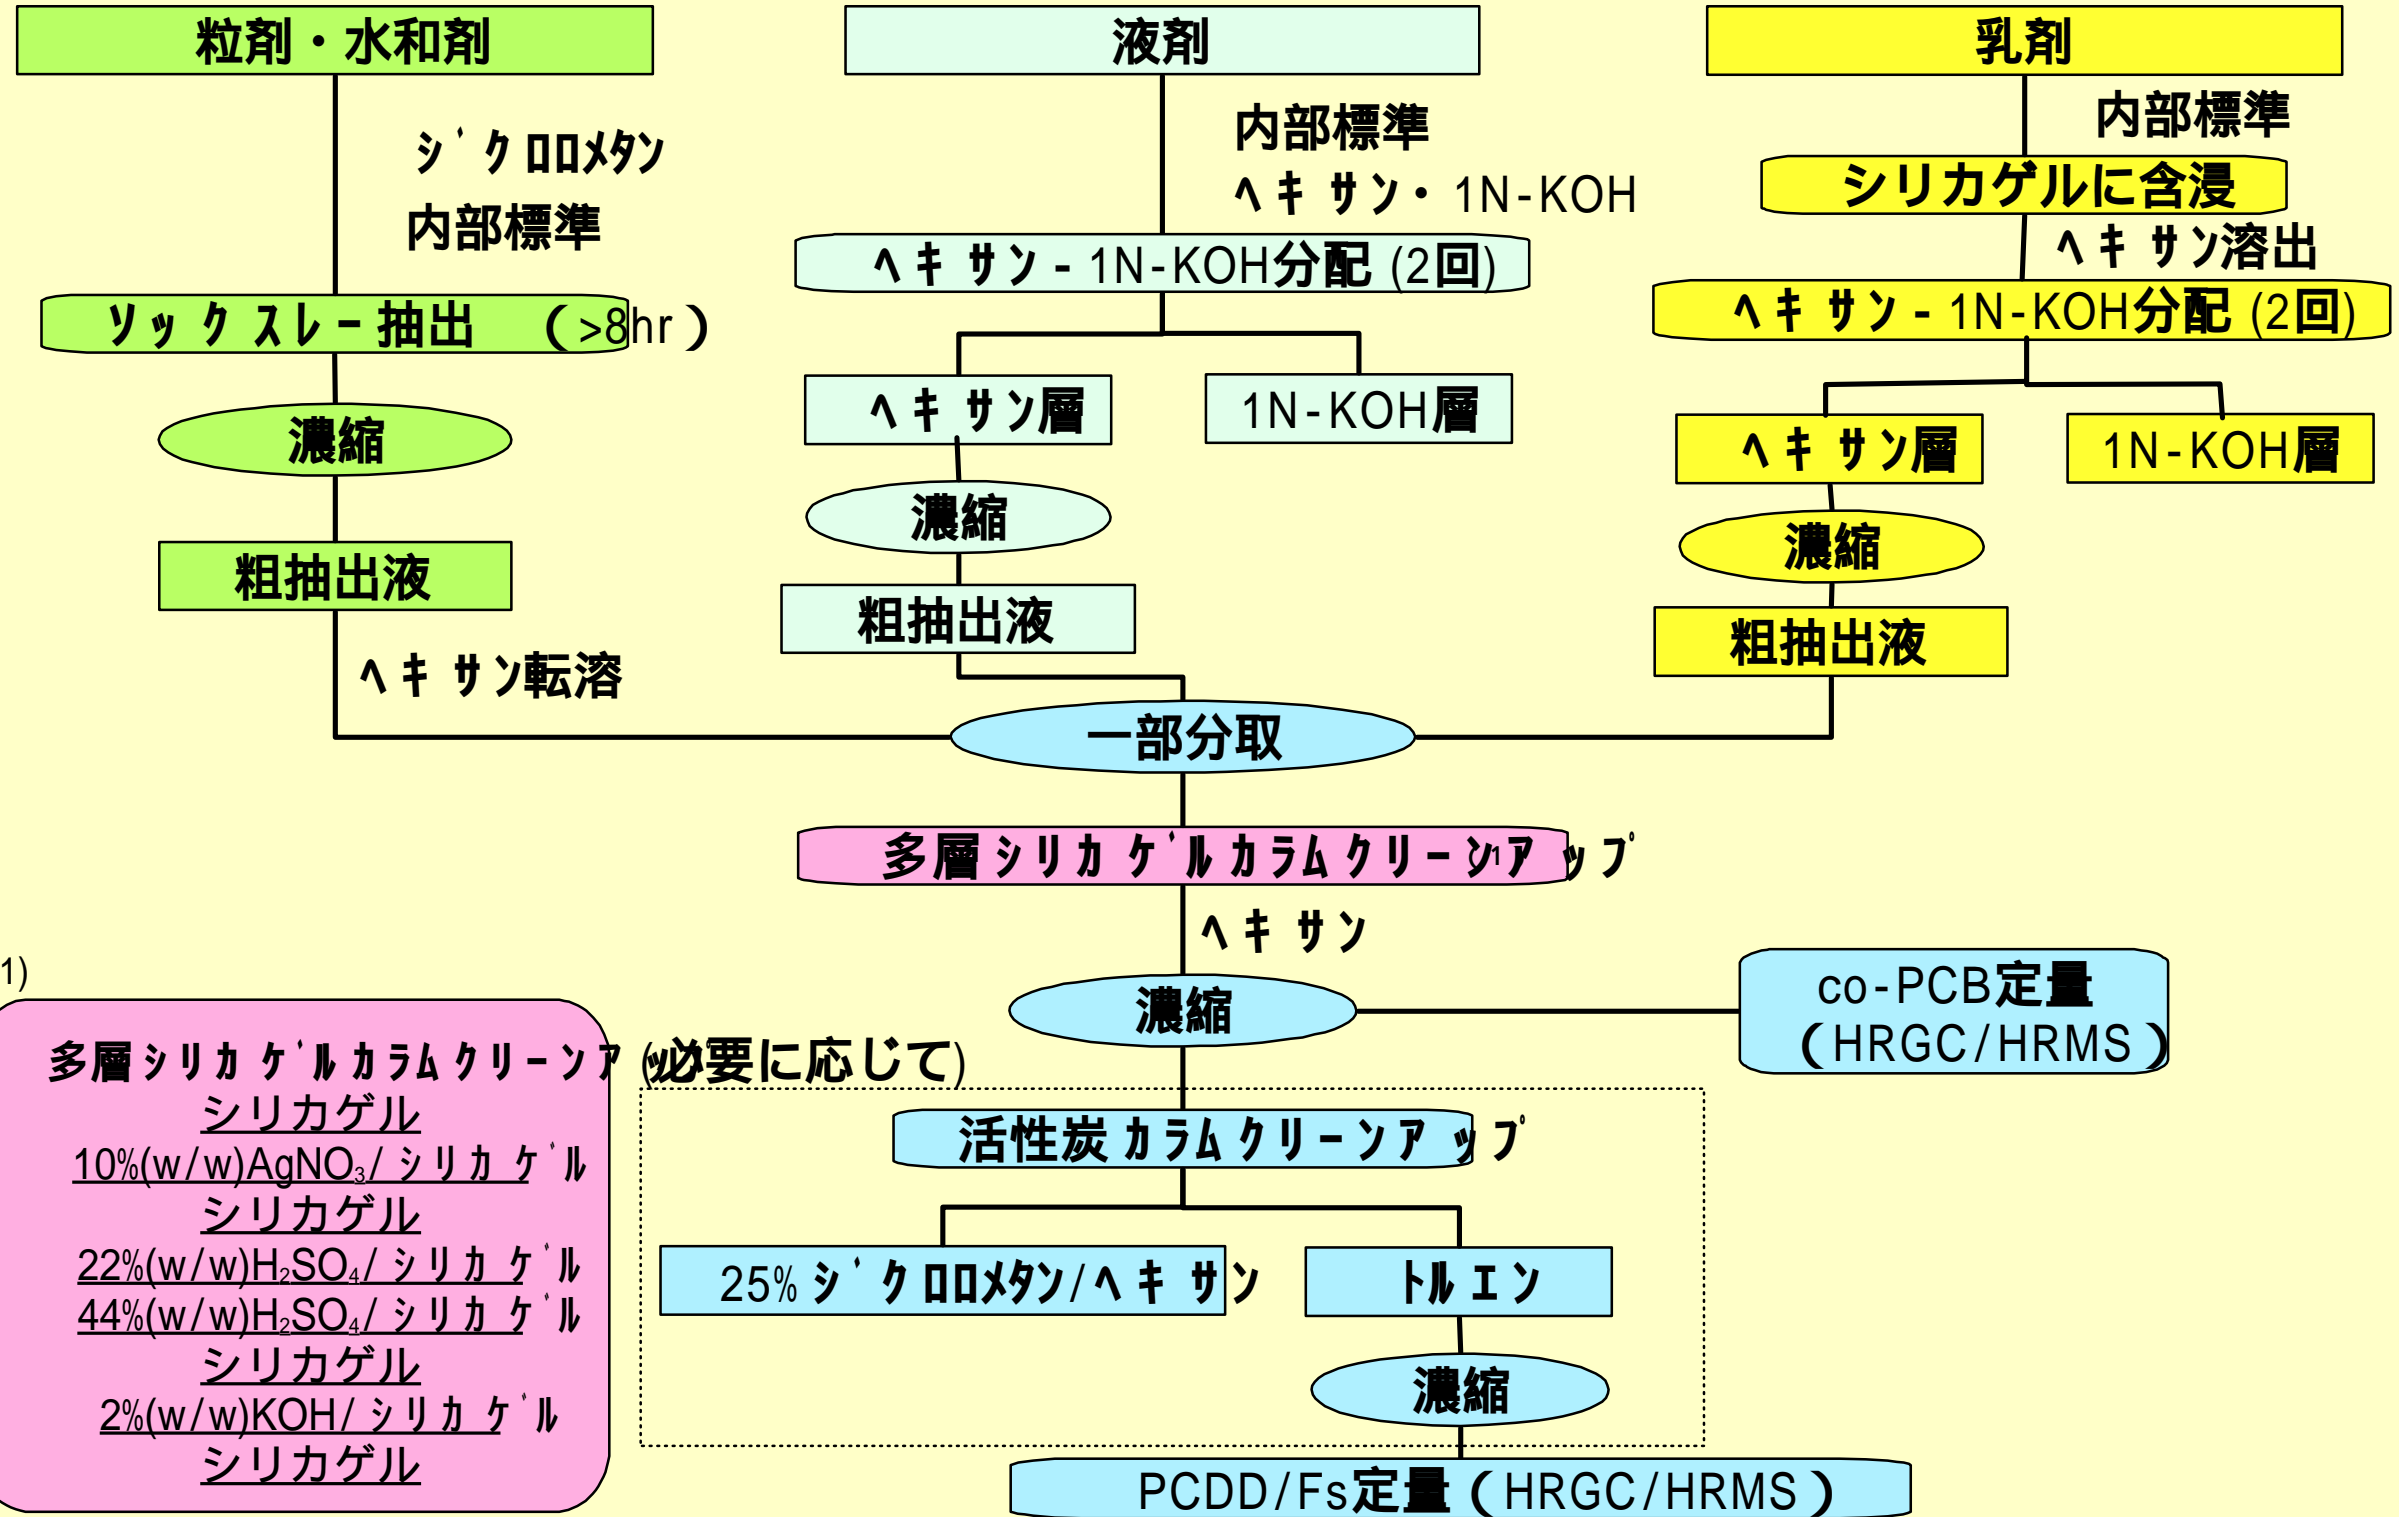 粒剤・水和剤
ｼﾞｸﾛﾛﾒﾀﾝ
内部標準
ｿｯｸｽﾚｰ抽出 （>8hr）
濃縮
粗抽出液
ﾍｷｻﾝ転溶
液剤
内部標準
ﾍｷｻﾝ・1N-KOH
ﾍｷｻﾝ-1N-KOH分配 (2回)
ﾍｷｻﾝ層
1N-KOH層
濃縮
粗抽出液
乳剤
内部標準
シリカゲルに含浸
ﾍｷｻﾝ溶出
ﾍｷｻﾝ-1N-KOH分配 (2回)
ﾍｷｻﾝ層
1N-KOH層
濃縮
粗抽出液
一部分取
多層ｼﾘｶｹﾞﾙｶﾗﾑｸﾘｰﾝｱｯﾌﾟ
ﾍｷｻﾝ
濃縮
co-PCB定量
（HRGC/HRMS）
(必要に応じて)
活性炭ｶﾗﾑｸﾘｰﾝｱｯﾌﾟ
25%ｼﾞｸﾛﾛﾒﾀﾝ/ﾍｷｻﾝ
ﾄﾙｴﾝ
濃縮
PCDD/Fs定量（HRGC/HRMS）
1)
多層ｼﾘｶｹﾞﾙｶﾗﾑｸﾘｰﾝｱｯﾌﾟ
シリカゲル
10%(w/w)AgNO₃/ｼﾘｶｹﾞﾙ
シリカゲル
22%(w/w)H₂SO₄/ｼﾘｶｹﾞﾙ
44%(w/w)H₂SO₄/ｼﾘｶｹﾞﾙ
シリカゲル
2%(w/w)KOH/ｼﾘｶｹﾞﾙ
シリカゲル